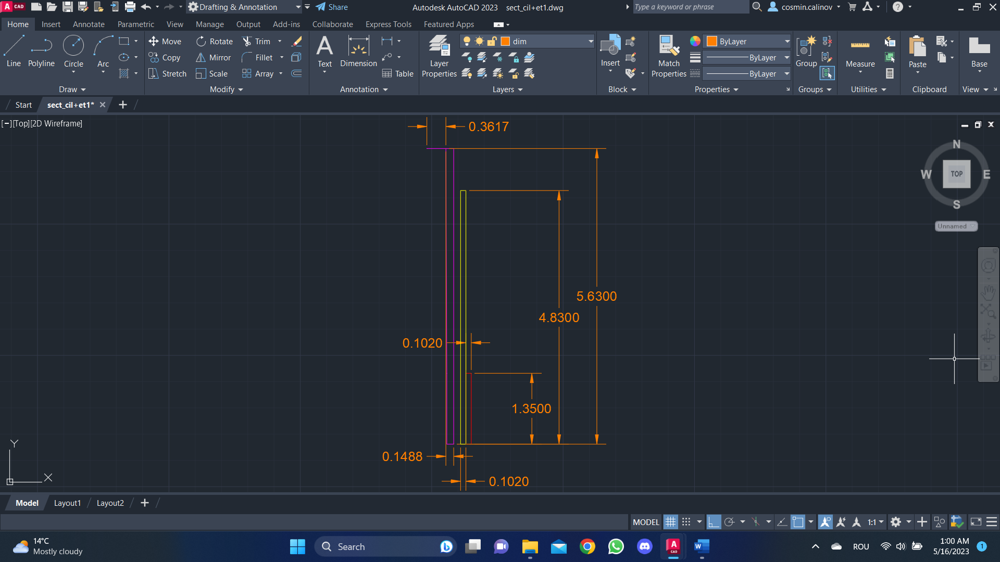 A CAD
Drafting & Annotation
Share
Autodesk AutoCAD 2023 sect_cil+et1.dwg
Type a keyword or phrase
cosmin.calinov
Home Insert Annotate Parametric View Manage Output Add-ins Collaborate Express Tools Featured Apps
Line Polyline Circle Arc
Move Rotate Trim
Copy Mirror Fillet
Stretch Scale Array
Text Dimension
Table
Layer
Properties
dim
Insert
Match
Properties
ByLayer
ByLayer
ByLayer
Group
Measure
Paste
Base
Draw Modify Annotation Layers Block Properties Groups Utilities Clipboard View
Start sect_cil+et1*
[−][Top][2D Wireframe]
0.3617
N
W TOP E
S
Unnamed
5.6300
4.8300
0.1020
1.3500
0.1488
0.1020
Y
X
Model Layout1 Layout2
MODEL 1:1
14°C
Mostly cloudy
Search
A CAD
W
ROU
1:00 AM
5/16/2023
1